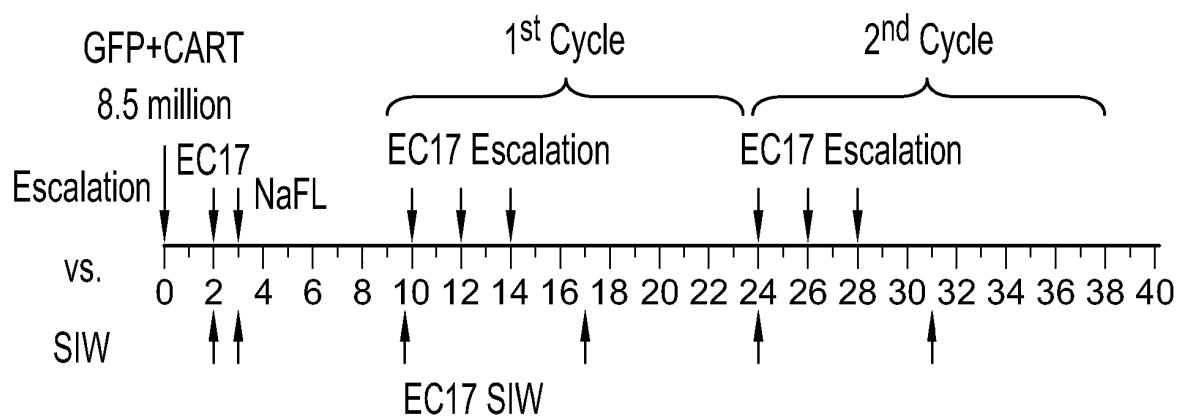 GFP+CART
8.5 million
1st Cycle
2nd Cycle
EC17
EC17 Escalation
EC17 Escalation
Escalation
NaFL
vs.
0 2 4 6 8 10 12 14 16 18 20 22 24 26 28 30 32 34 36 38 40
SIW
EC17 SIW